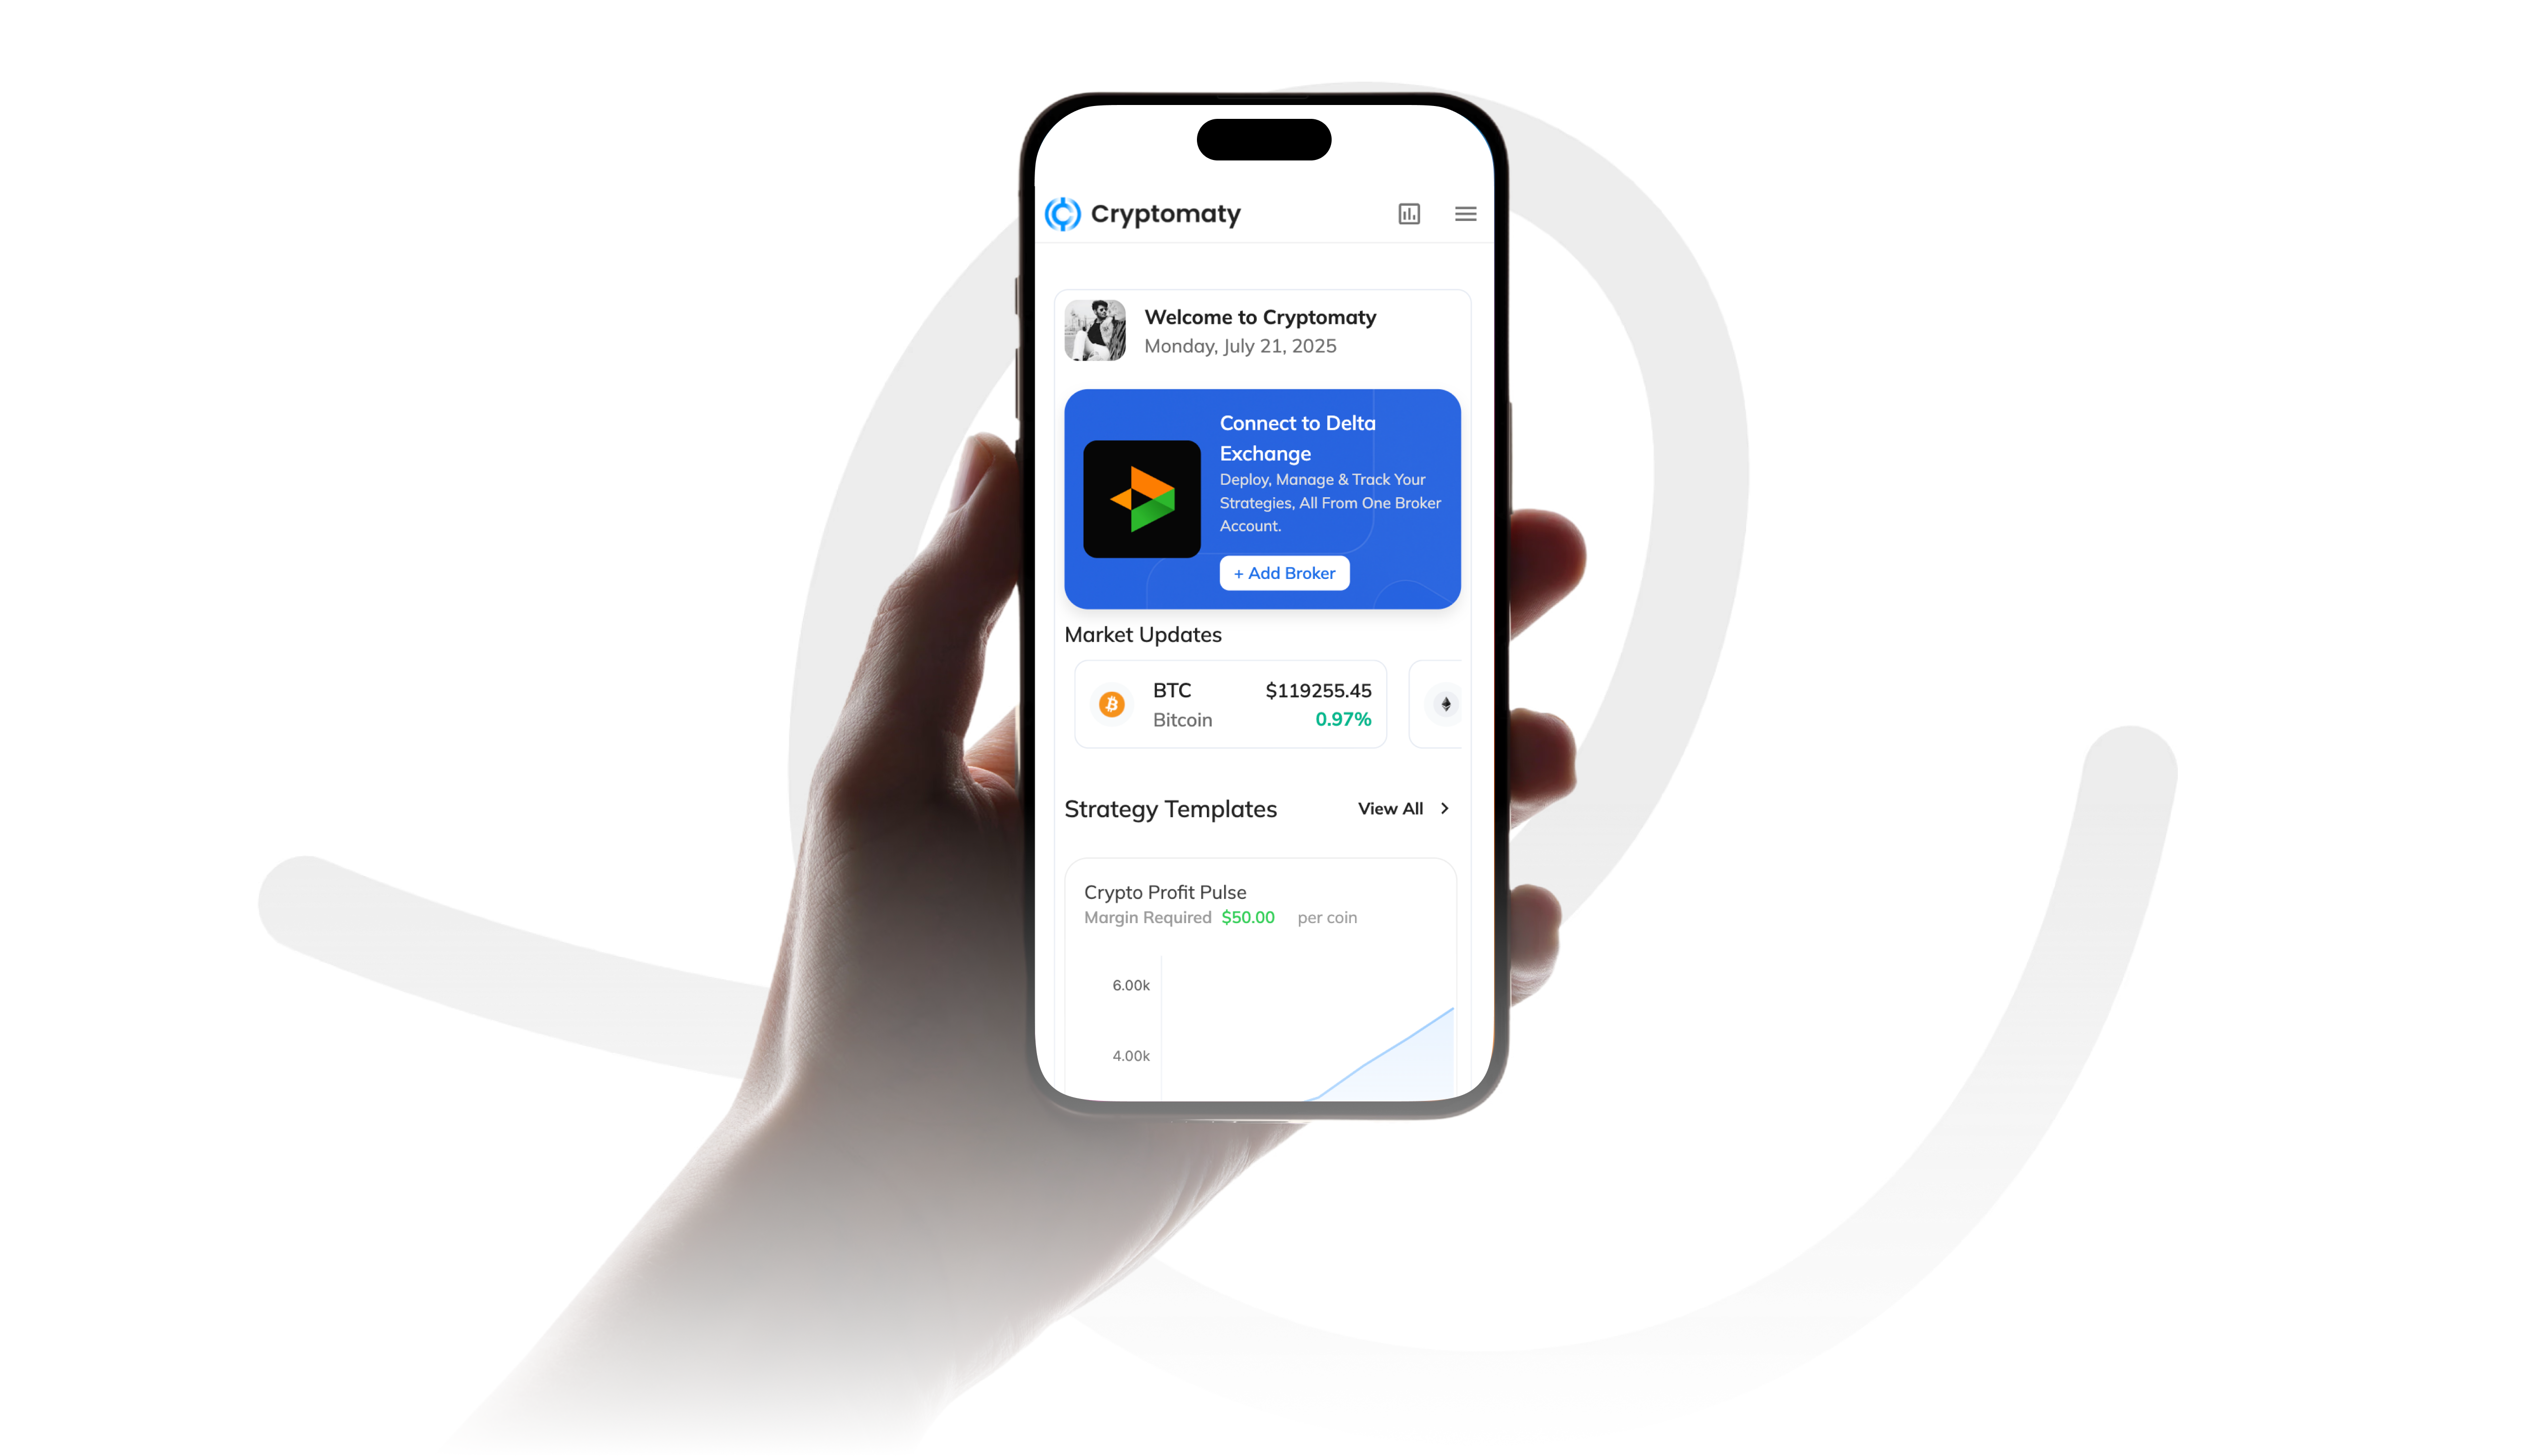 Cryptomaty
Welcome to Cryptomaty
Monday, July 21, 2025
Connect to Delta
Exchange
Deploy, Manage & Track Your
Strategies, All From One Broker
Account.
+ Add Broker
Market Updates
BTC $119255.45
Bitcoin 0.97%
Strategy Templates View All
Crypto Profit Pulse
Margin Required $50.00 per coin
6.00k
4.00k